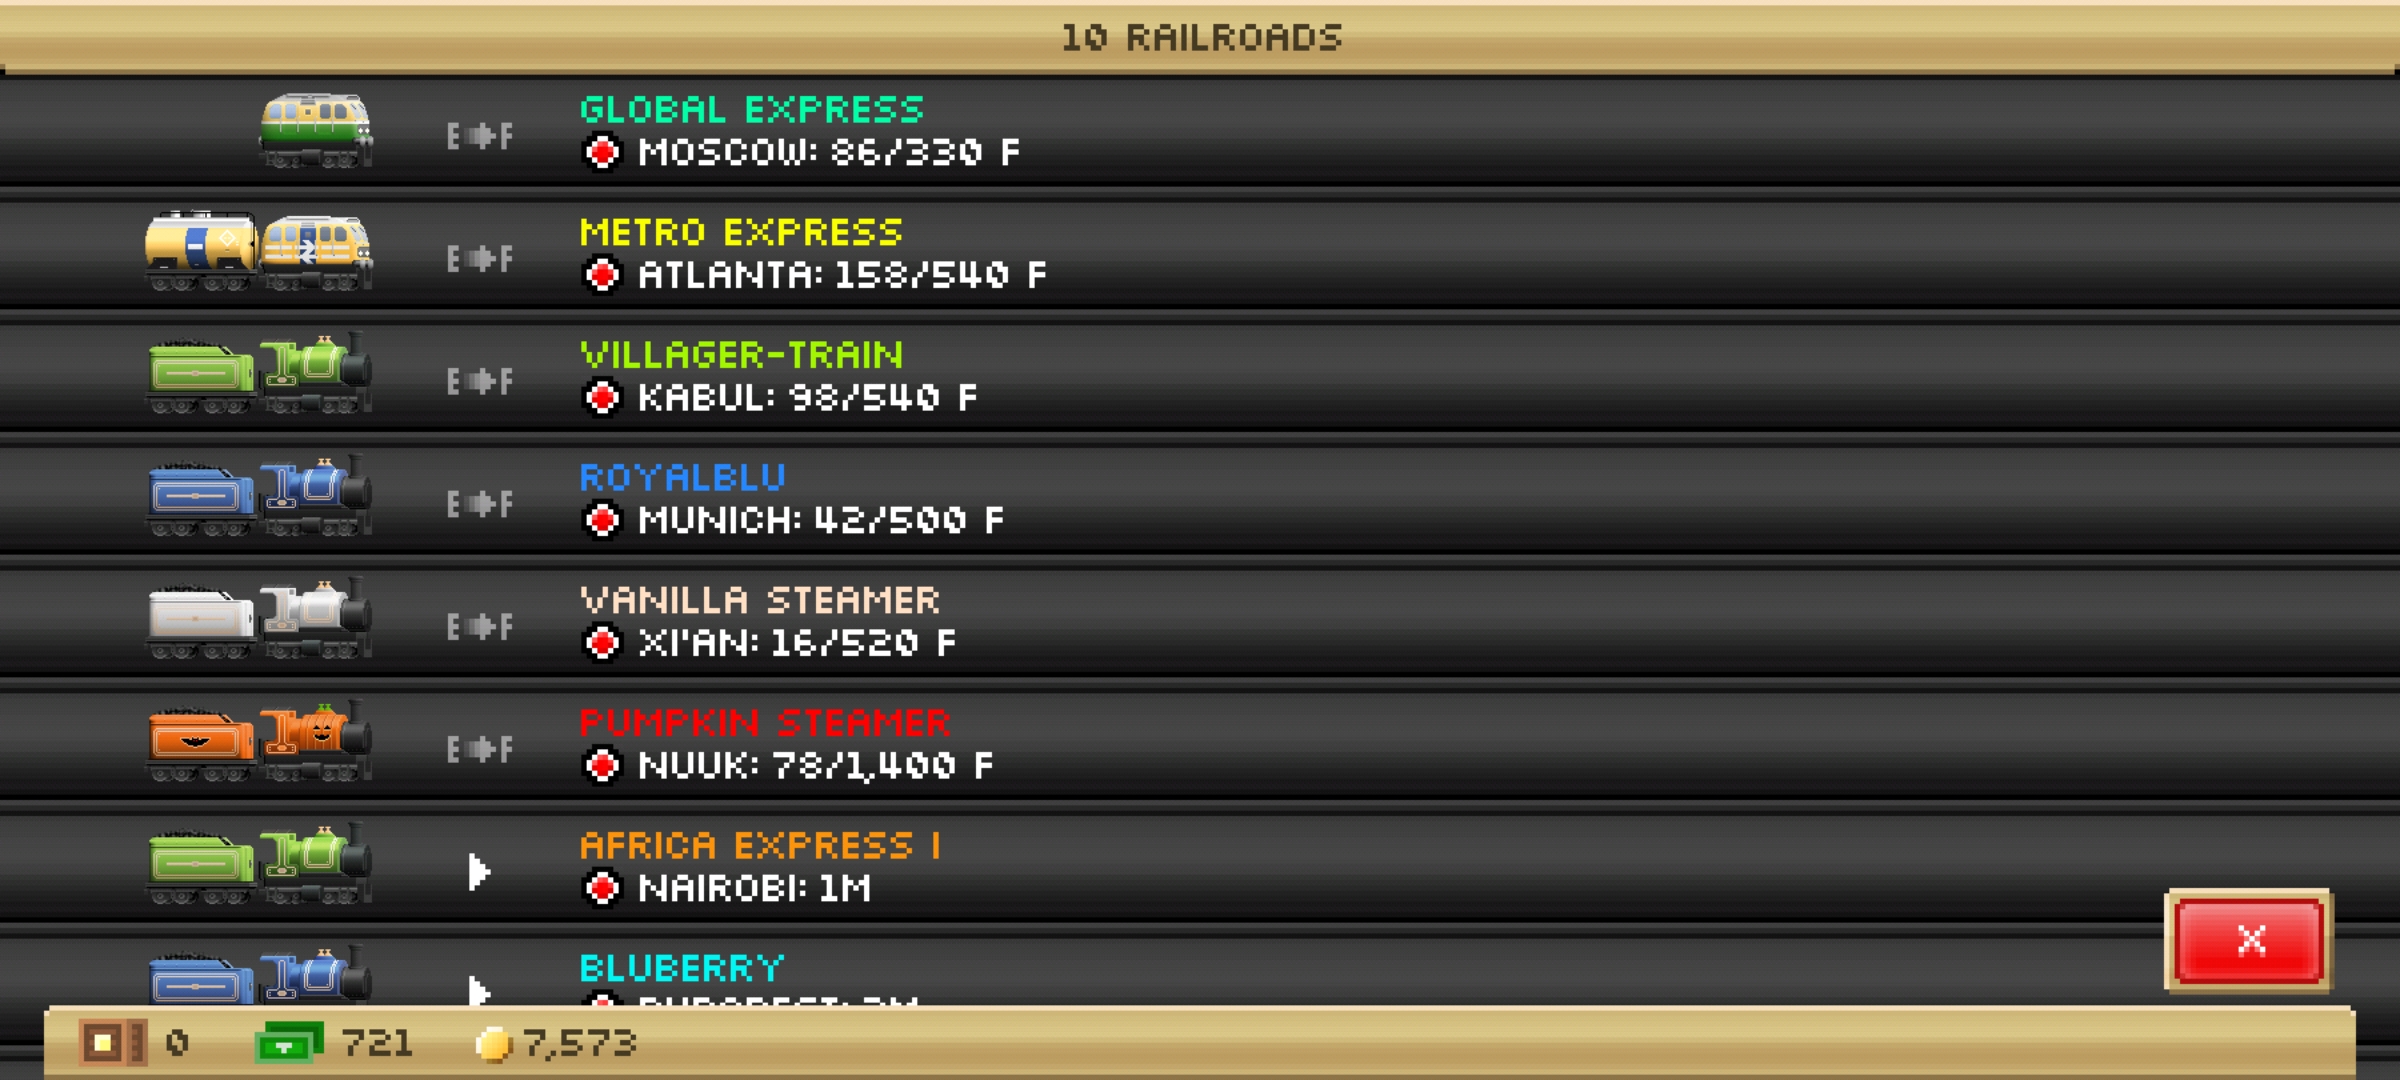 10 RAILROADS
E F
GLOBAL EXPRESS
MOSCOW: 86/330 F
E F
METRO EXPRESS
ATLANTA: 158/540 F
E F
VILLAGER-TRAIN
KABUL: 98/540 F
E F
ROYALBLU
MUNICH: 42/500 F
E F
VANILLA STEAMER
XI'AN: 16/520 F
E F
PUMPKIN STEAMER
NUUK: 78/1,400 F
AFRICA EXPRESS I
NAIROBI: 1M
BLUBERRY
X
0 721 7,573